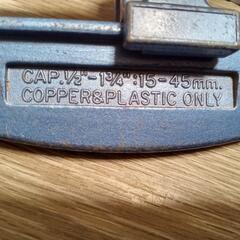 CAP.½"-1¾":15-45mm.
COPPER&PLASTIC ONLY